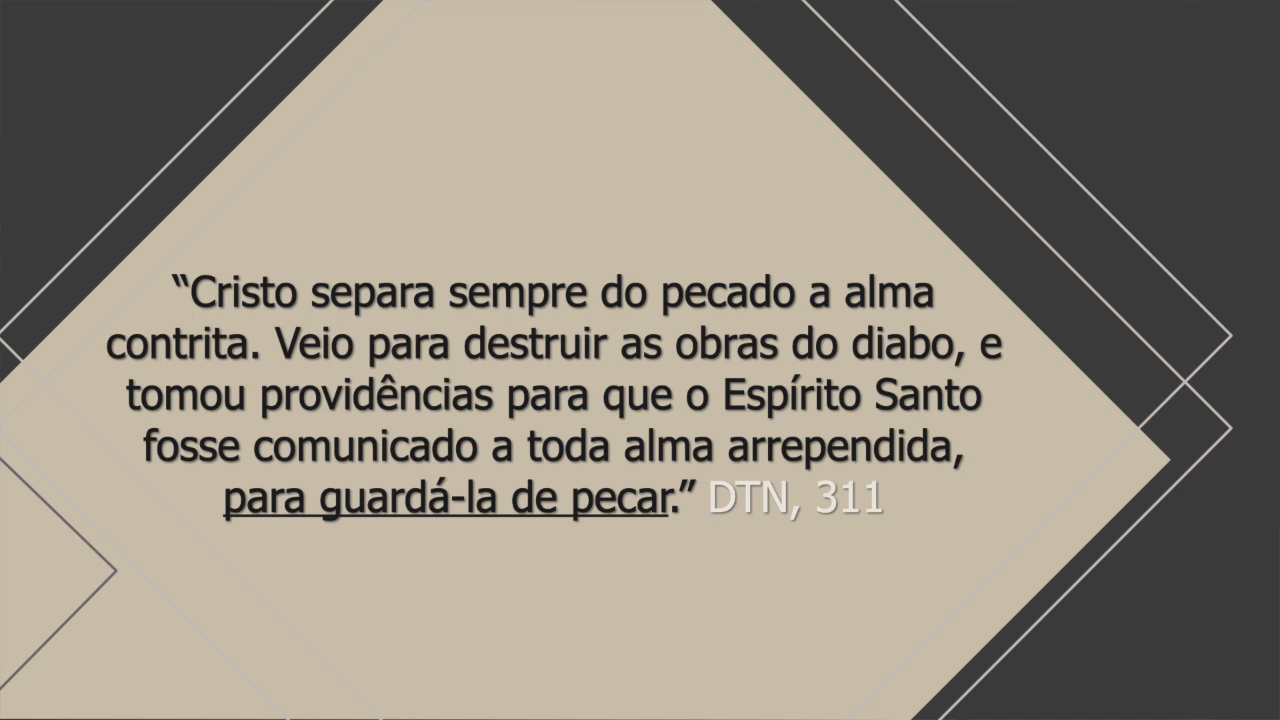 “Cristo separa sempre do pecado a alma
contrita. Veio para destruir as obras do diabo, e
tomou providências para que o Espírito Santo
fosse comunicado a toda alma arrependida,
para guardá-la de pecar.” DTN, 311